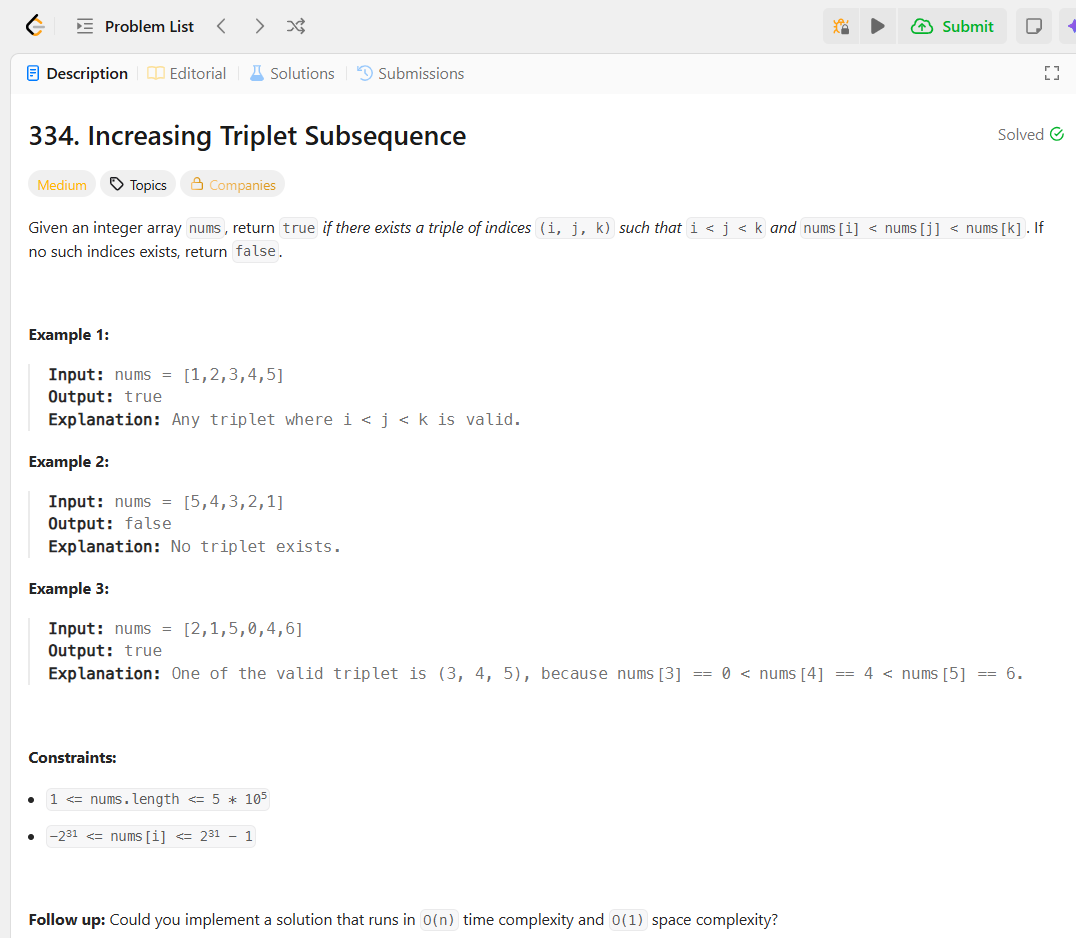 Problem List
Submit
Description
Editorial
Solutions
Submissions
334. Increasing Triplet Subsequence
Solved
Medium
Topics
Companies
Given an integer array nums, return true if there exists a triple of indices (i, j, k) such that i < j < k and nums[i] < nums[j] < nums[k]. If
no such indices exists, return false.
Example 1:
Input: nums = [1,2,3,4,5]
Output: true
Explanation: Any triplet where i < j < k is valid.
Example 2:
Input: nums = [5,4,3,2,1]
Output: false
Explanation: No triplet exists.
Example 3:
Input: nums = [2,1,5,0,4,6]
Output: true
Explanation: One of the valid triplet is (3, 4, 5), because nums[3] == 0 < nums[4] == 4 < nums[5] == 6.
Constraints:
• 1 <= nums.length <= 5 * 10⁵
• −2³¹ <= nums[i] <= 2³¹ − 1
Follow up: Could you implement a solution that runs in O(n) time complexity and O(1) space complexity?